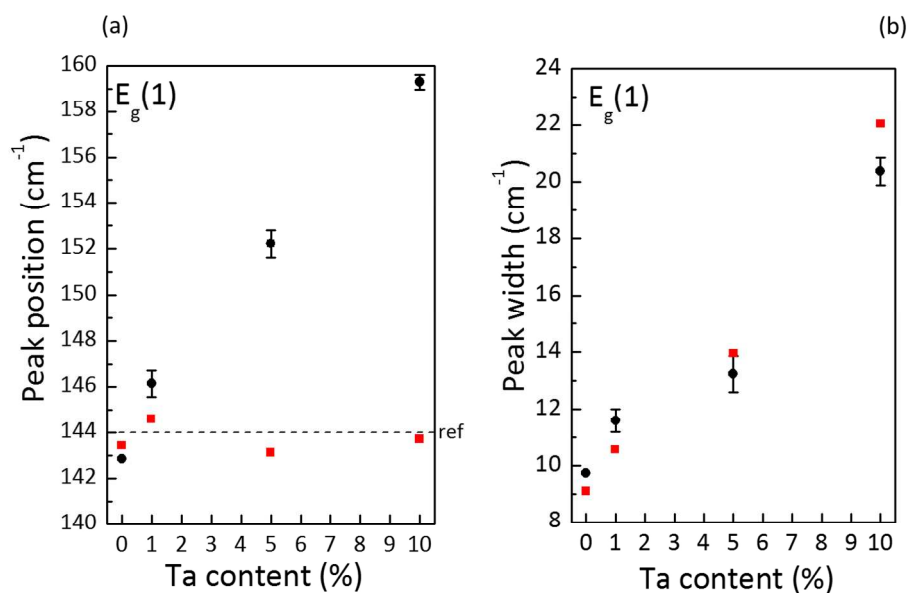 (a)
E_g(1)
Peak position (cm⁻¹)
160
158
156
154
152
150
148
146
144
142
140
ref
0 1 2 3 4 5 6 7 8 9 10
Ta content (%)
(b)
E_g(1)
Peak width (cm⁻¹)
24
22
20
18
16
14
12
10
8
0 1 2 3 4 5 6 7 8 9 10
Ta content (%)